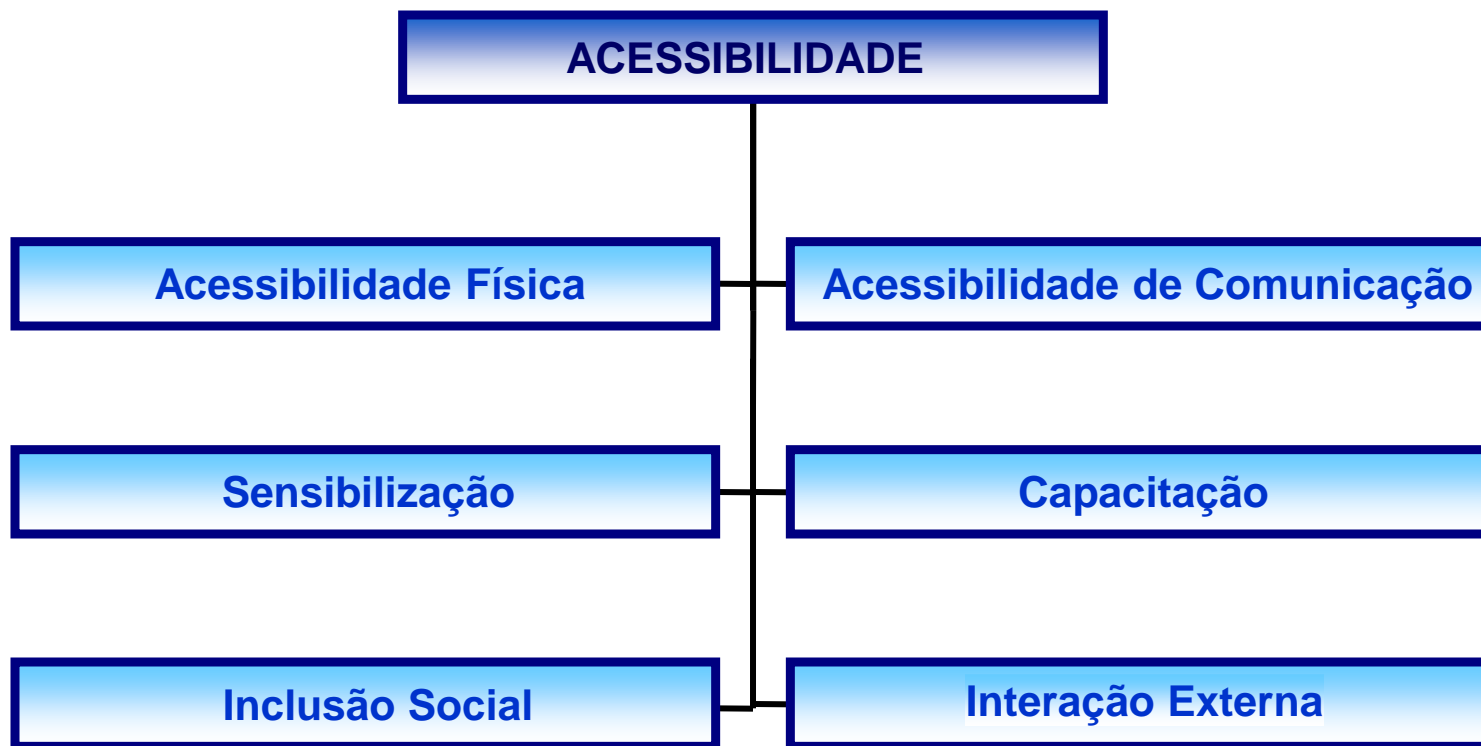 ACESSIBILIDADE
Acessibilidade Física
Acessibilidade de Comunicação
Sensibilização
Capacitação
Inclusão Social
Interação Externa